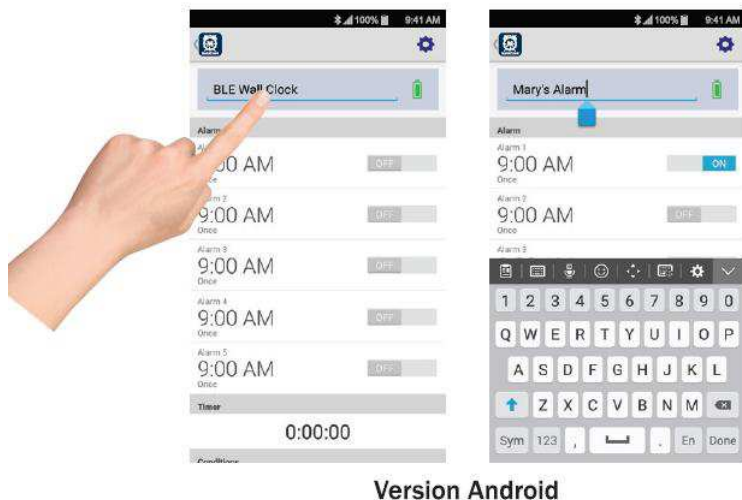 100% 9:41 AM
BLE Wall Clock
Alarm
00 AM
OFF
Once
Alarm 2
9:00 AM
OFF
Once
Alarm 3
9:00 AM
OFF
Once
Alarm 4
9:00 AM
OFF
Once
Alarm 5
9:00 AM
OFF
Once
Timer
0:00:00
Conditions
100% 9:41 AM
Mary's Alarm
Alarm
Alarm 1
9:00 AM
ON
Once
Alarm 2
9:00 AM
OFF
Once
Alarm 3
1 2 3 4 5 6 7 8 9 0
Q W E R T Y U I O P
A S D F G H J K L
Z X C V B N M
Sym 123 , . En Done
Version Android